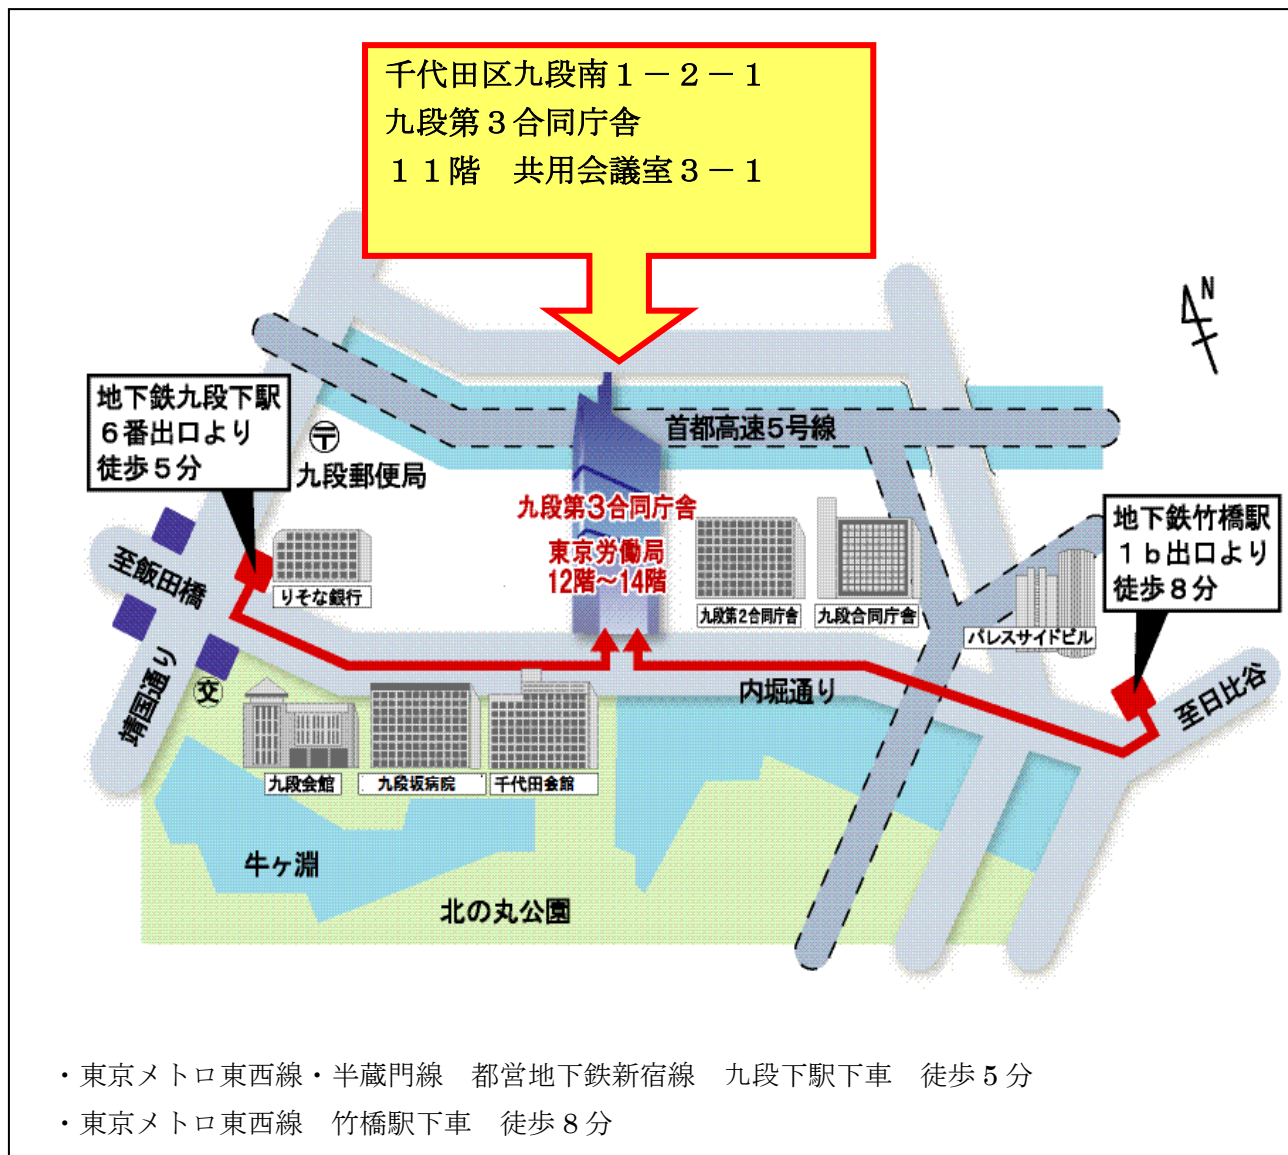 千代田区九段南１－２－１
九段第３合同庁舎
１１階　共用会議室３－１
N
地下鉄九段下駅
６番出口より
徒歩５分
〒
九段郵便局
首都高速5号線
九段第3合同庁舎
東京労働局
12階～14階
地下鉄竹橋駅
１ｂ出口より
徒歩８分
至飯田橋
りそな銀行
九段第2合同庁舎
九段合同庁舎
パレスサイドビル
靖国通り
交
内堀通り
至日比谷
九段会館
九段坂病院
千代田会館
牛ヶ淵
北の丸公園
・東京メトロ東西線・半蔵門線　都営地下鉄新宿線　九段下駅下車　徒歩 5 分
・東京メトロ東西線　竹橋駅下車　徒歩 8 分